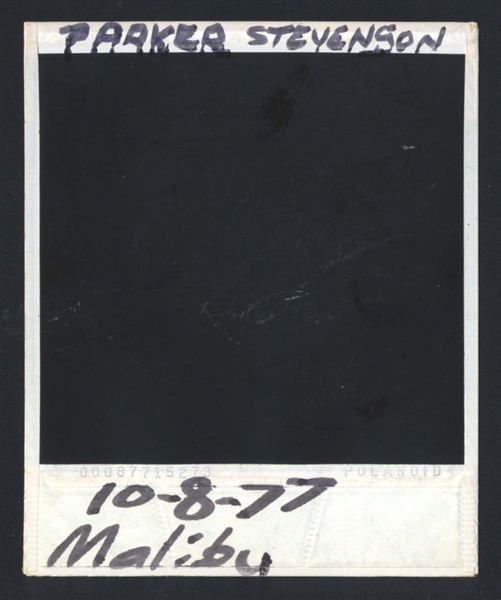 PARKER STEVENSON
00087715273 POLAROID®
10-8-77
Malibu